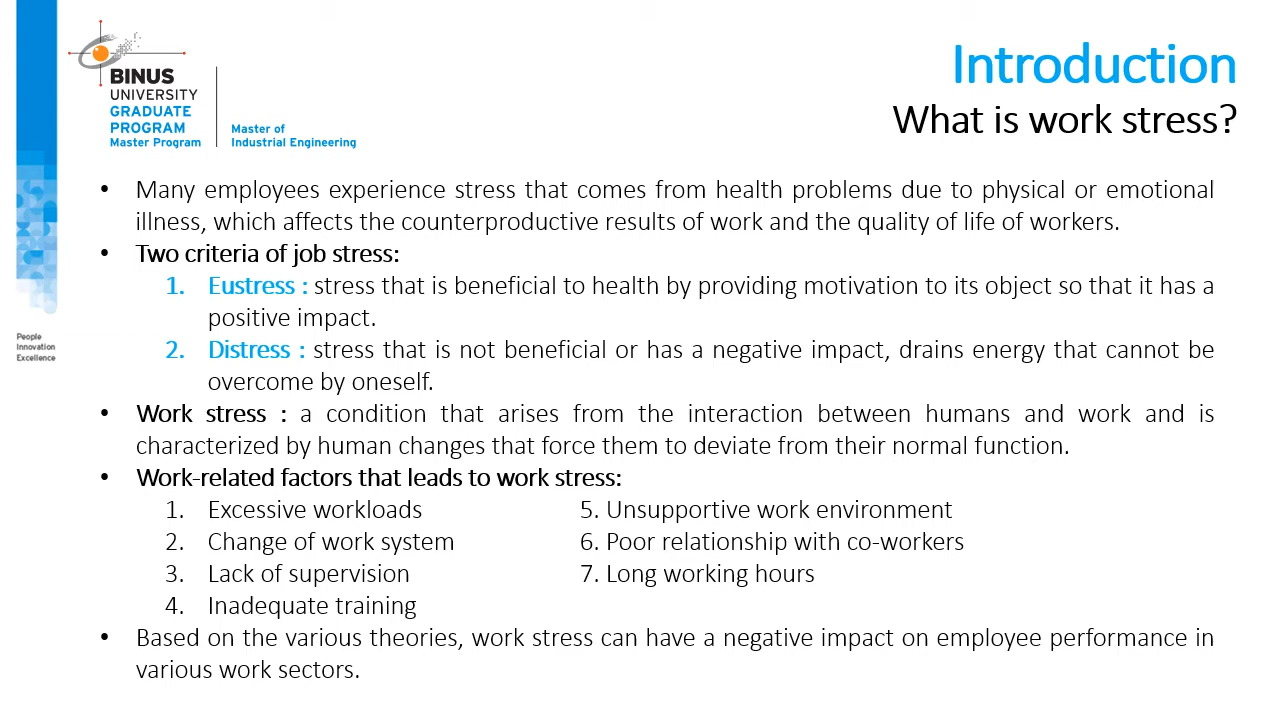 BINUS
UNIVERSITY
GRADUATE
PROGRAM
Master Program
Master of
Industrial Engineering
Introduction
What is work stress?
People
Innovation
Excellence
• Many employees experience stress that comes from health problems due to physical or emotional
illness, which affects the counterproductive results of work and the quality of life of workers.
• Two criteria of job stress:
1. Eustress : stress that is beneficial to health by providing motivation to its object so that it has a
positive impact.
2. Distress : stress that is not beneficial or has a negative impact, drains energy that cannot be
overcome by oneself.
• Work stress : a condition that arises from the interaction between humans and work and is
characterized by human changes that force them to deviate from their normal function.
• Work-related factors that leads to work stress:
1. Excessive workloads
2. Change of work system
3. Lack of supervision
4. Inadequate training
5. Unsupportive work environment
6. Poor relationship with co-workers
7. Long working hours
• Based on the various theories, work stress can have a negative impact on employee performance in
various work sectors.